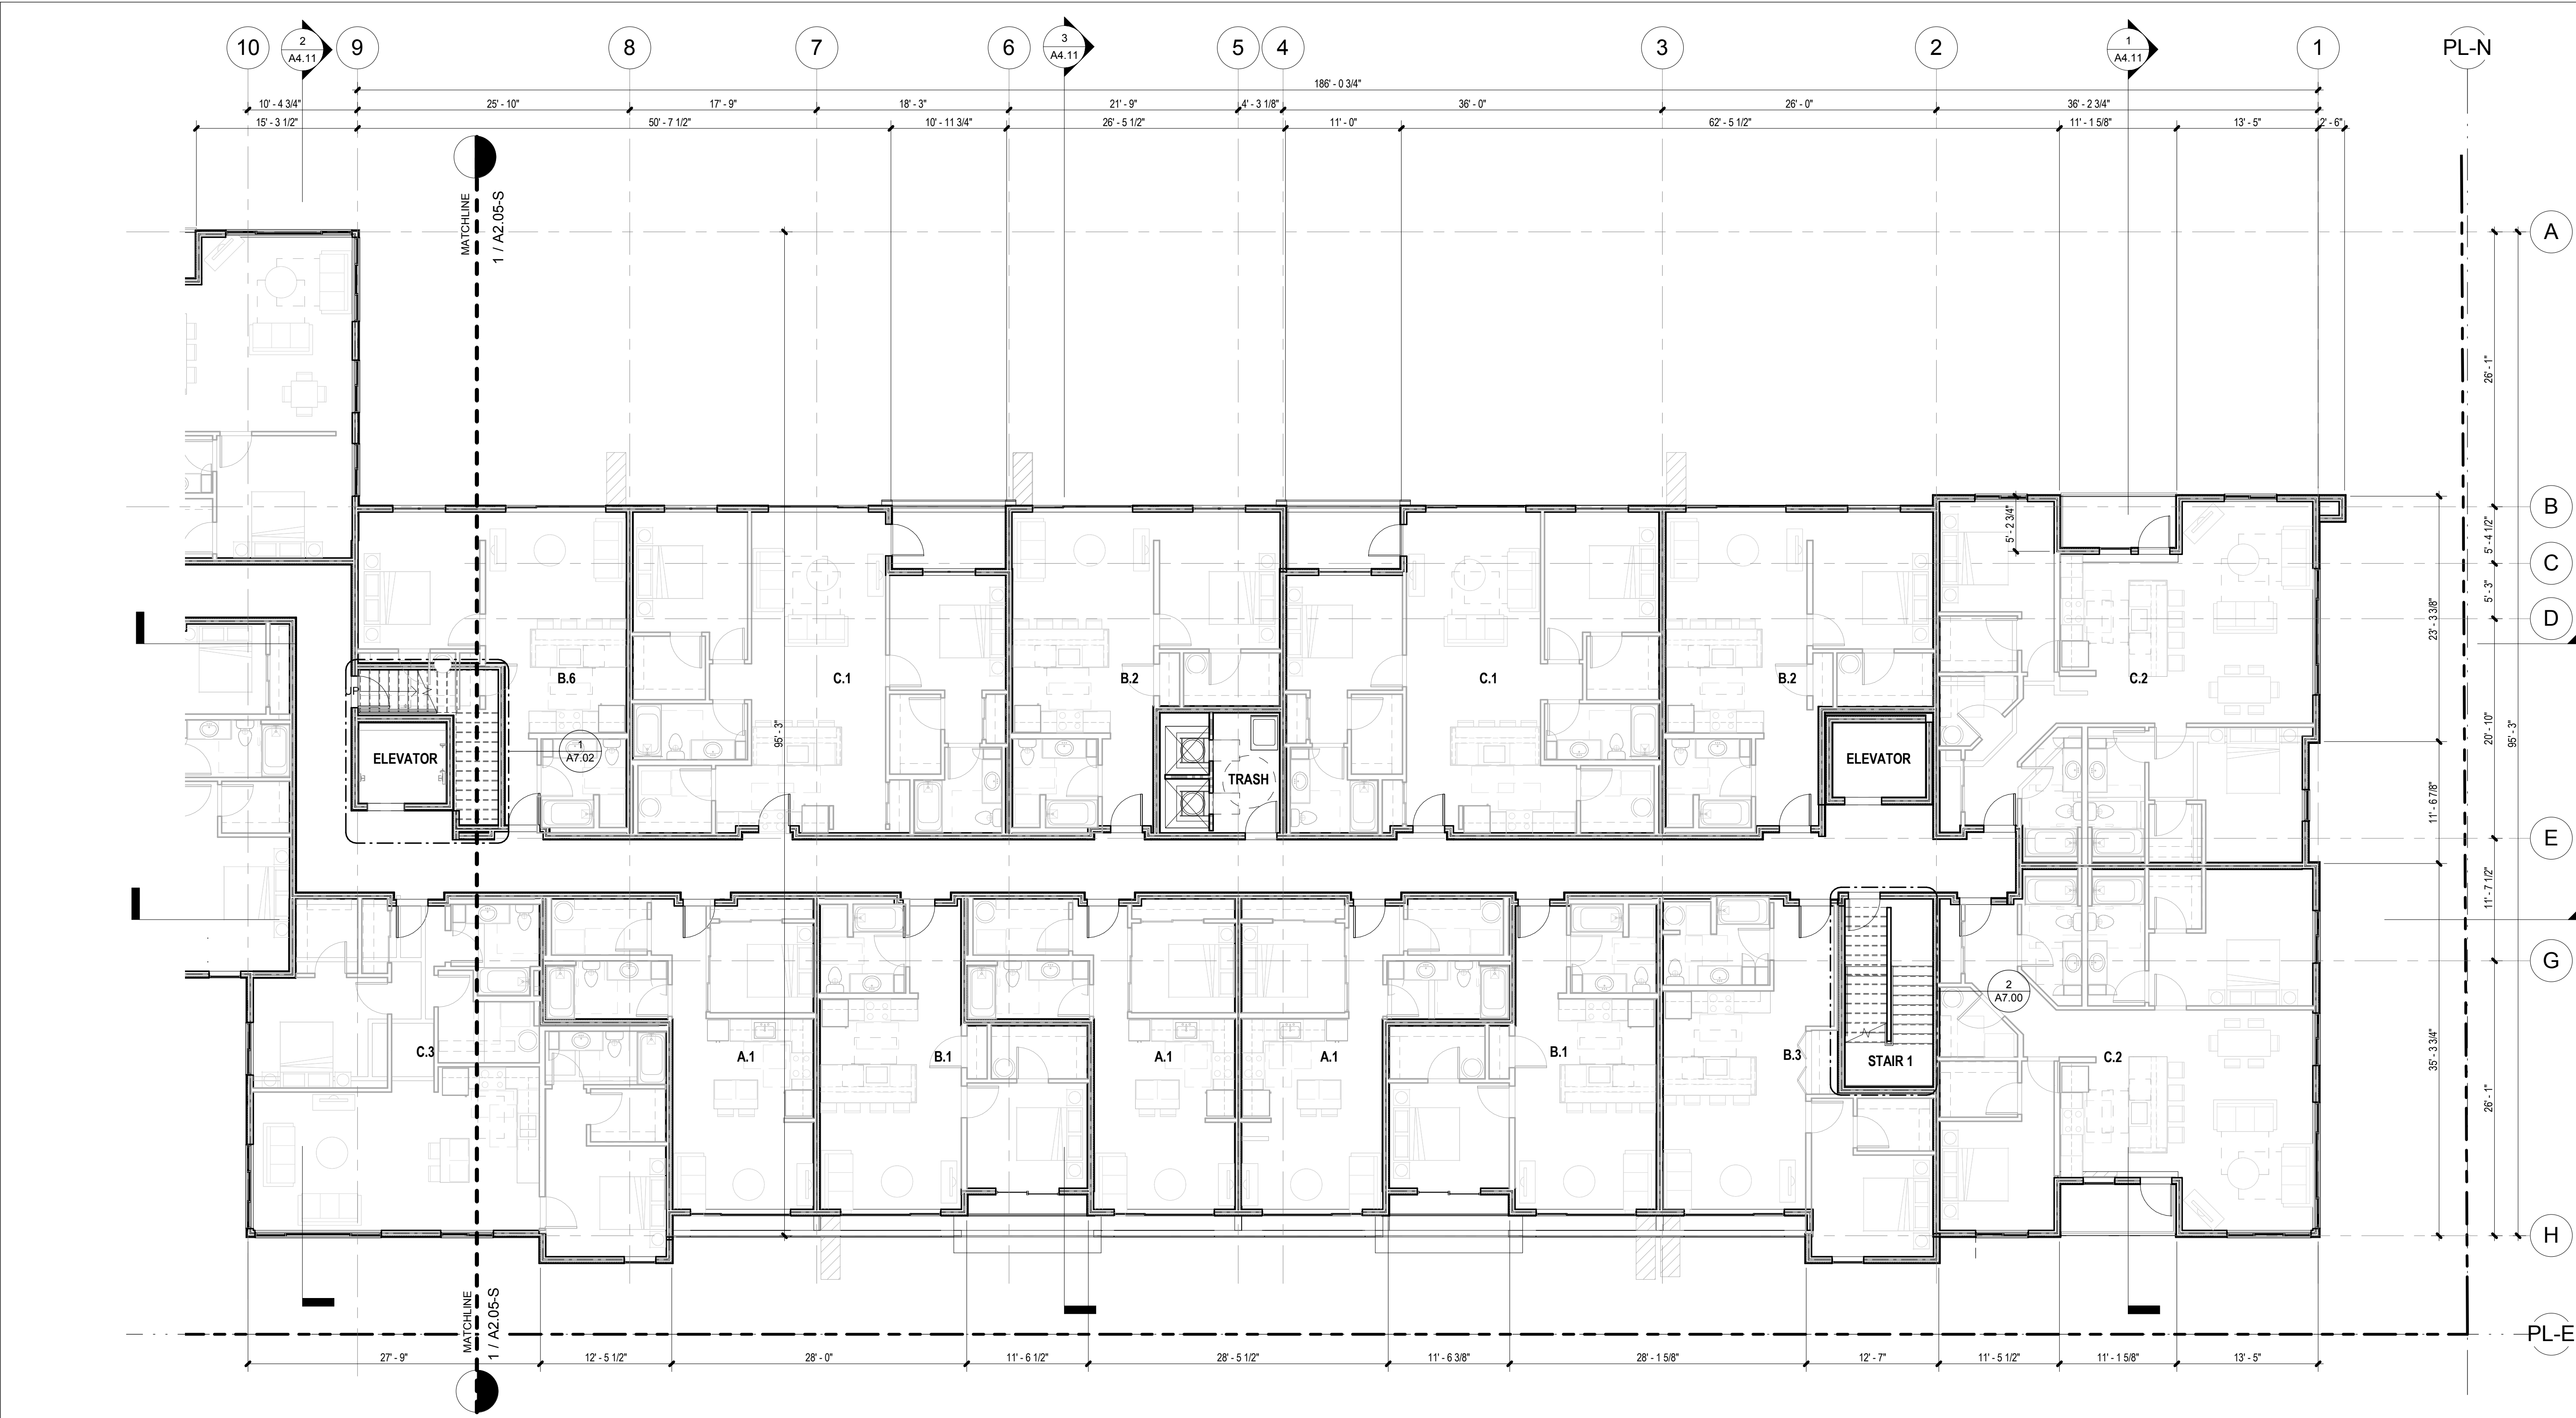 10
2
A4.11
9
8
7
6
3
A4.11
5
4
3
2
1
A4.11
1
PL-N
186' - 0 3/4"
10' - 4 3/4"
25' - 10"
17' - 9"
18' - 3"
21' - 9"
4' - 3 1/8"
36' - 0"
26' - 0"
36' - 2 3/4"
15' - 3 1/2"
50' - 7 1/2"
10' - 11 3/4"
26' - 5 1/2"
11' - 0"
62' - 5 1/2"
11' - 1 5/8"
13' - 5"
2' - 6"
MATCHLINE
1 / A2.05-S
A
26' - 1"
B
5' - 2 3/4"
5' - 4 1/2"
C
5' - 3"
D
23' - 3 3/8"
B.6
C.1
B.2
C.1
B.2
C.2
20' - 10"
95' - 3"
95' - 3"
1
A7.02
ELEVATOR
TRASH
ELEVATOR
11' - 6 7/8"
E
11' - 7 1/2"
G
2
A7.00
C.3
A.1
B.1
A.1
A.1
B.1
B.3
STAIR 1
C.2
35' - 3 3/4"
26' - 1"
H
MATCHLINE
1 / A2.05-S
PL-E
27' - 9"
12' - 5 1/2"
28' - 0"
11' - 6 1/2"
28' - 5 1/2"
11' - 6 3/8"
28' - 1 5/8"
12' - 7"
11' - 5 1/2"
11' - 1 5/8"
13' - 5"